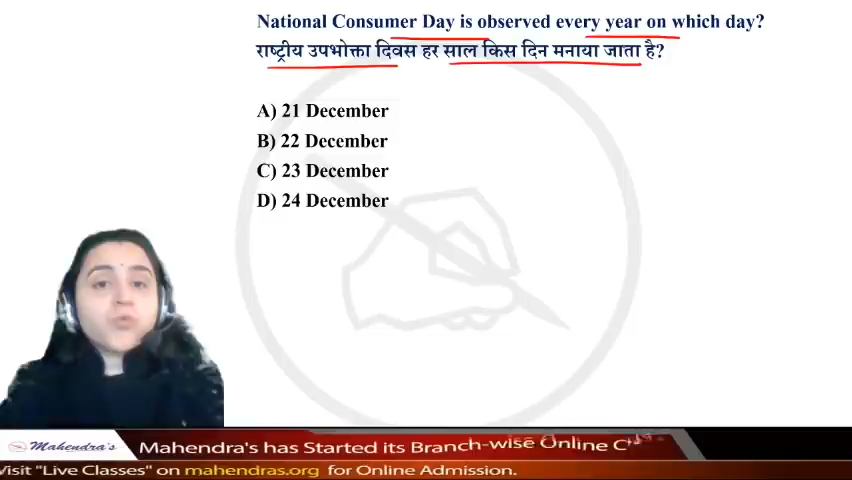 National Consumer Day is observed every year on which day?
राष्ट्रीय उपभोक्ता दिवस हर साल किस दिन मनाया जाता है?
A) 21 December
B) 22 December
C) 23 December
D) 24 December
Mahendra's
Mahendra's has Started its Branch-wise Online
Visit "Live Classes" on mahendras.org for Online Admission.